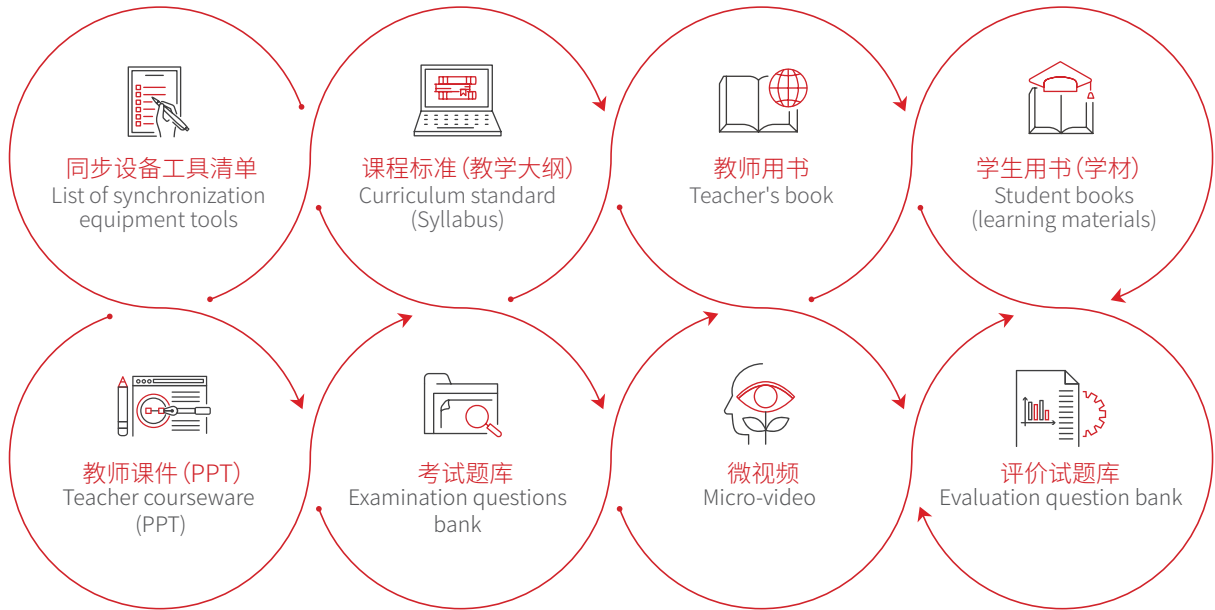 同步设备工具清单
List of synchronization
equipment tools
课程标准(教学大纲)
Curriculum standard
(Syllabus)
教师用书
Teacher's book
学生用书(学材)
Student books
(learning materials)
教师课件(PPT)
Teacher courseware
(PPT)
考试题库
Examination questions
bank
微视频
Micro-video
评价试题库
Evaluation question bank